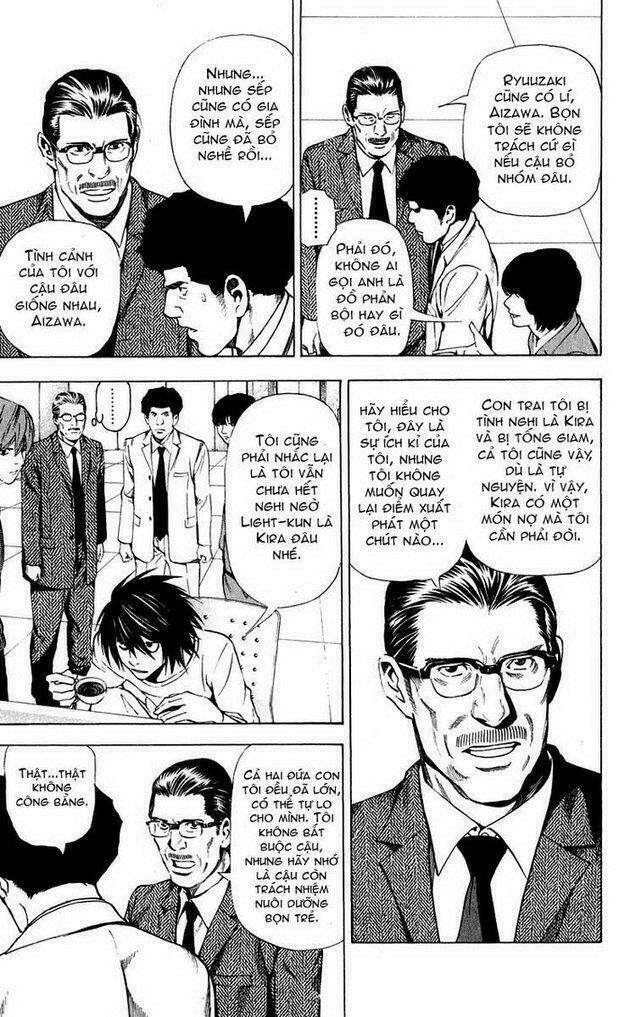 RYUUZAKI
CŨNG CÓ LÍ,
AIZAWA. BỌN
TÔI SẼ KHÔNG
TRÁCH CỨ GÌ
NẾU CẬU BỎ
NHÓM ĐÂU.
........
PHẢI ĐÓ,
KHÔNG AI
GỌI ANH LÀ
ĐỒ PHẢN
BỘI HAY GÌ
ĐÓ ĐÂU.
NHƯNG...
NHƯNG SẾP
CŨNG CÓ GIA
ĐÌNH MÀ, SẾP
CŨNG ĐÃ BỎ
NGHỀ RỒI...
TÌNH CẢNH
CỦA TÔI VỚI
CẬU ĐÂU
GIỐNG NHAU,
AIZAWA.
CON TRAI TÔI BỊ
TÌNH NGHI LÀ KIRA
VÀ BỊ TỐNG GIAM,
CẢ TÔI CŨNG VẬY,
DÙ LÀ TỰ
NGUYỆN. VÌ VẬY,
KIRA CÓ MỘT
MÓN NỢ MÀ TÔI
CẦN PHẢI ĐÒI.
HÃY HIỂU CHO
TÔI, ĐÂY LÀ
SỰ ÍCH KỈ CỦA
TÔI, NHƯNG
TÔI KHÔNG
MUỐN QUAY
LẠI ĐIỂM XUẤT
PHÁT MỘT
CHÚT NÀO...
......
TÔI CŨNG
PHẢI NHẮC LẠI
LÀ TÔI VẪN
CHƯA HẾT
NGHI NGỜ
LIGHT-KUN LÀ
KIRA ĐÂU
NHÉ.
CẢ HAI ĐỨA CON
TÔI ĐỀU ĐÃ LỚN,
CÓ THỂ TỰ LO
CHO MÌNH. TÔI
KHÔNG BẮT
BUỘC CẬU,
NHƯNG HÃY NHỚ
LÀ CẬU CÒN
TRÁCH NHIỆM
NUÔI DƯỠNG
BỌN TRẺ.
THẬT...THẬT
KHÔNG
CÔNG BẰNG.